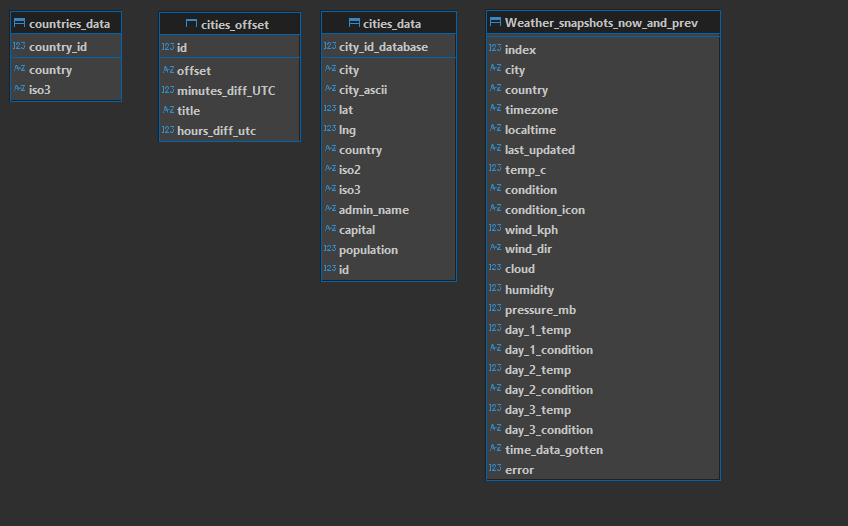 countries_data
123 country_id
A-Z country
A-Z iso3
cities_offset
123 id
A-Z offset
123 minutes_diff_UTC
A-Z title
123 hours_diff_utc
cities_data
123 city_id_database
A-Z city
A-Z city_ascii
123 lat
123 lng
A-Z country
A-Z iso2
A-Z iso3
A-Z admin_name
A-Z capital
123 population
123 id
Weather_snapshots_now_and_prev
123 index
A-Z city
A-Z country
A-Z timezone
A-Z localtime
A-Z last_updated
123 temp_c
A-Z condition
A-Z condition_icon
123 wind_kph
A-Z wind_dir
123 cloud
123 humidity
123 pressure_mb
123 day_1_temp
A-Z day_1_condition
123 day_2_temp
A-Z day_2_condition
123 day_3_temp
A-Z day_3_condition
A-Z time_data_gotten
123 error